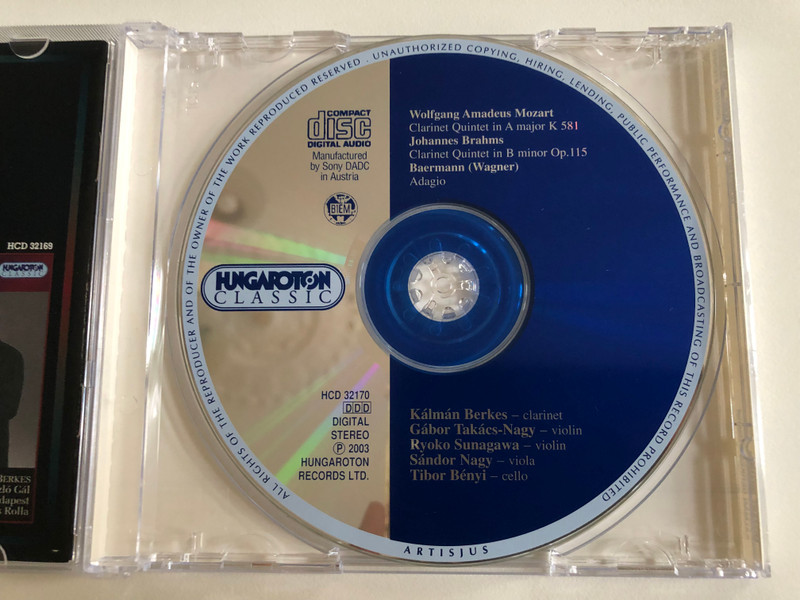 HCD 32169
HUNGAROTON
CLASSIC
BERKES
zló Gál
udapest
s Rolla
ALL RIGHTS OF THE REPRODUCER AND OF THE OWNER OF THE WORK REPRODUCED RESERVED . UNAUTHORIZED COPYING, HIRING, LENDING, PUBLIC PERFORMANCE AND BROADCASTING OF THIS RECORD PROHIBITED
COMPACT
disc
DIGITAL AUDIO
Manufactured
by Sony DADC
in Austria
BIEM
HUNGAROTON
CLASSIC
HCD 32170
DDD
DIGITAL
STEREO
℗ 2003
HUNGAROTON
RECORDS LTD.
Wolfgang Amadeus Mozart
Clarinet Quintet in A major K 581
Johannes Brahms
Clarinet Quintet in B minor Op.115
Baermann (Wagner)
Adagio
Kálmán Berkes – clarinet
Gábor Takács-Nagy – violin
Ryoko Sunagawa – violin
Sándor Nagy – viola
Tibor Bényi – cello
ARTISJUS